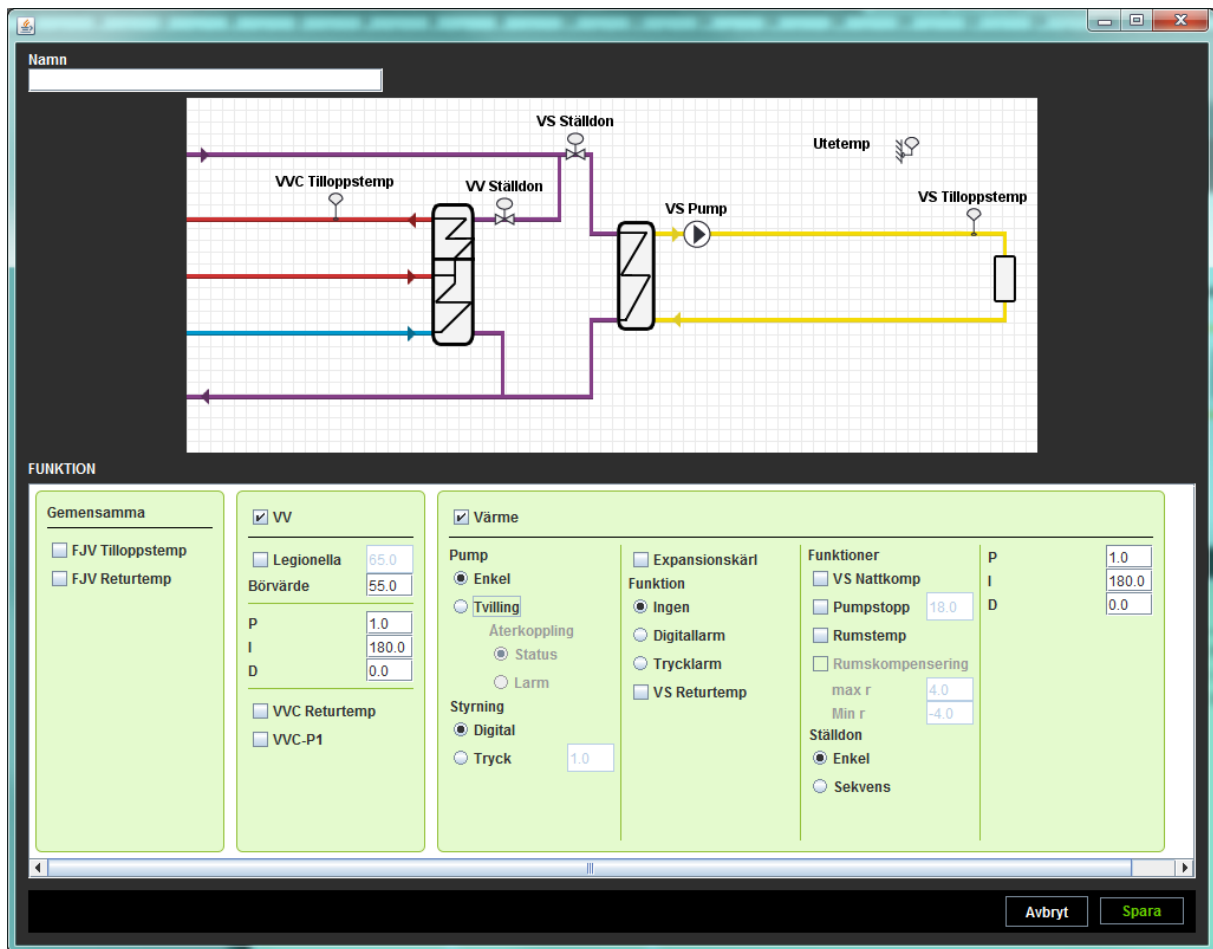 Namn
VS Ställdon
Utetemp
VVC Tilloppstemp
VV Ställdon
VS Pump
VS Tilloppstemp
FUNKTION
Gemensamma
FJV Tilloppstemp
FJV Returtemp
VV
Legionella 65.0
Börvärde 55.0
P 1.0
I 180.0
D 0.0
VVC Returtemp
VVC-P1
Värme
Pump
Enkel
Tvilling
Återkoppling
Status
Larm
Styrning
Digital
Tryck 1.0
Expansionskärl
Funktion
Ingen
Digitallarm
Trycklarm
VS Returtemp
Funktioner
VS Nattkomp
Pumpstopp 18.0
Rumstemp
Rumskompensering
max r 4.0
Min r -4.0
Ställdon
Enkel
Sekvens
P 1.0
I 180.0
D 0.0
Avbryt
Spara